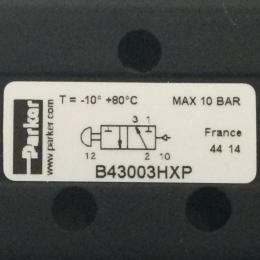 Parker
www.parker.com
T = -10° +80°C MAX 10 BAR
3 1
France
44 14
12 2 10
B43003HXP